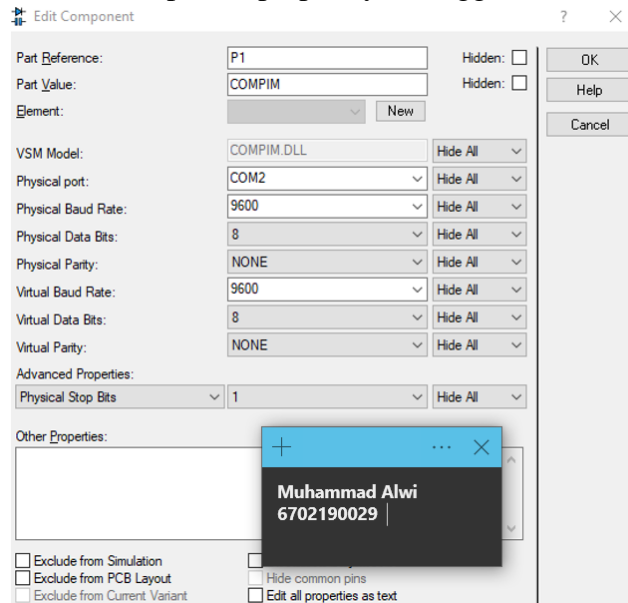 Edit Component ? ×
Part Reference: P1 Hidden:
Part Value: COMPIM Hidden:
Element: New
VSM Model: COMPIM.DLL Hide All
Physical port: COM2 Hide All
Physical Baud Rate: 9600 Hide All
Physical Data Bits: 8 Hide All
Physical Parity: NONE Hide All
Virtual Baud Rate: 9600 Hide All
Virtual Data Bits: 8 Hide All
Virtual Parity: NONE Hide All
Advanced Properties:
Physical Stop Bits 1 Hide All
Other Properties:
Muhammad Alwi
6702190029
Exclude from Simulation
Exclude from PCB Layout Hide common pins
Exclude from Current Variant Edit all properties as text
OK
Help
Cancel